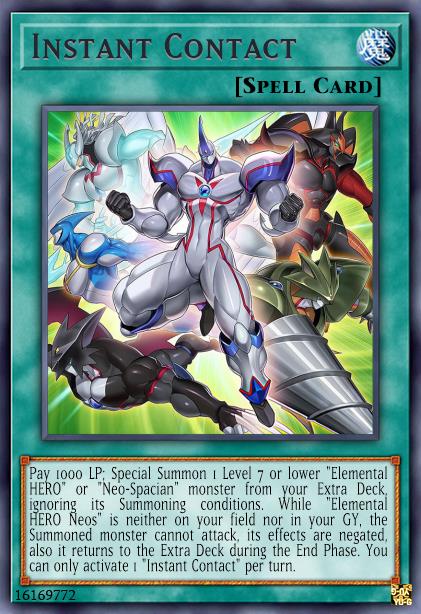 Instant Contact
魔
[Spell Card]
Pay 1000 LP; Special Summon 1 Level 7 or lower "Elemental
HERO" or "Neo-Spacian" monster from your Extra Deck,
ignoring its Summoning conditions. While "Elemental
HERO Neos" is neither on your field nor in your GY, the
Summoned monster cannot attack, its effects are negated,
also it returns to the Extra Deck during the End Phase. You
can only activate 1 "Instant Contact" per turn.
16169772